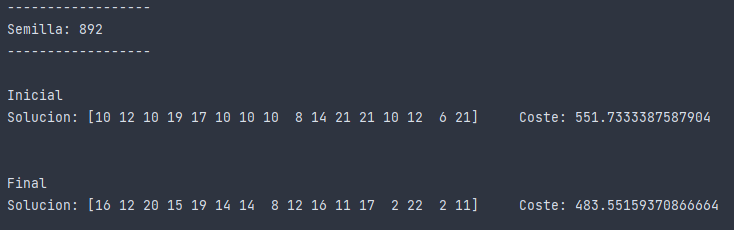 ------------------
Semilla: 892
------------------
Inicial
Solucion: [10 12 10 19 17 10 10 10  8 14 21 21 10 12  6 21]     Coste: 551.7333387587904
Final
Solucion: [16 12 20 15 19 14 14  8 12 16 11 17  2 22  2 11]     Coste: 483.55159370866664